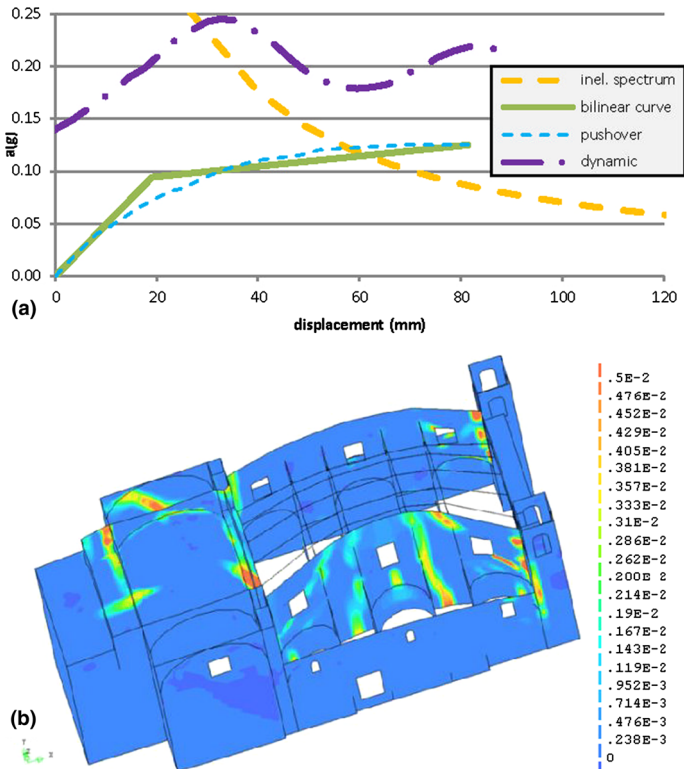 0.25
0.20
0.15
0.10
0.05
0.00
a(g)
inel. spectrum
bilinear curve
pushover
dynamic
0 20 40 60 80 100 120
(a)
displacement (mm)
.5E-2
.476E-2
.452E-2
.429E-2
.405E-2
.381E-2
.357E-2
.333E-2
.31E-2
.286E-2
.262E-2
.200E 2
.214E-2
.19E-2
.167E-2
.143E-2
.119E-2
.952E-3
.714E-3
.476E-3
.238E-3
0
(b)